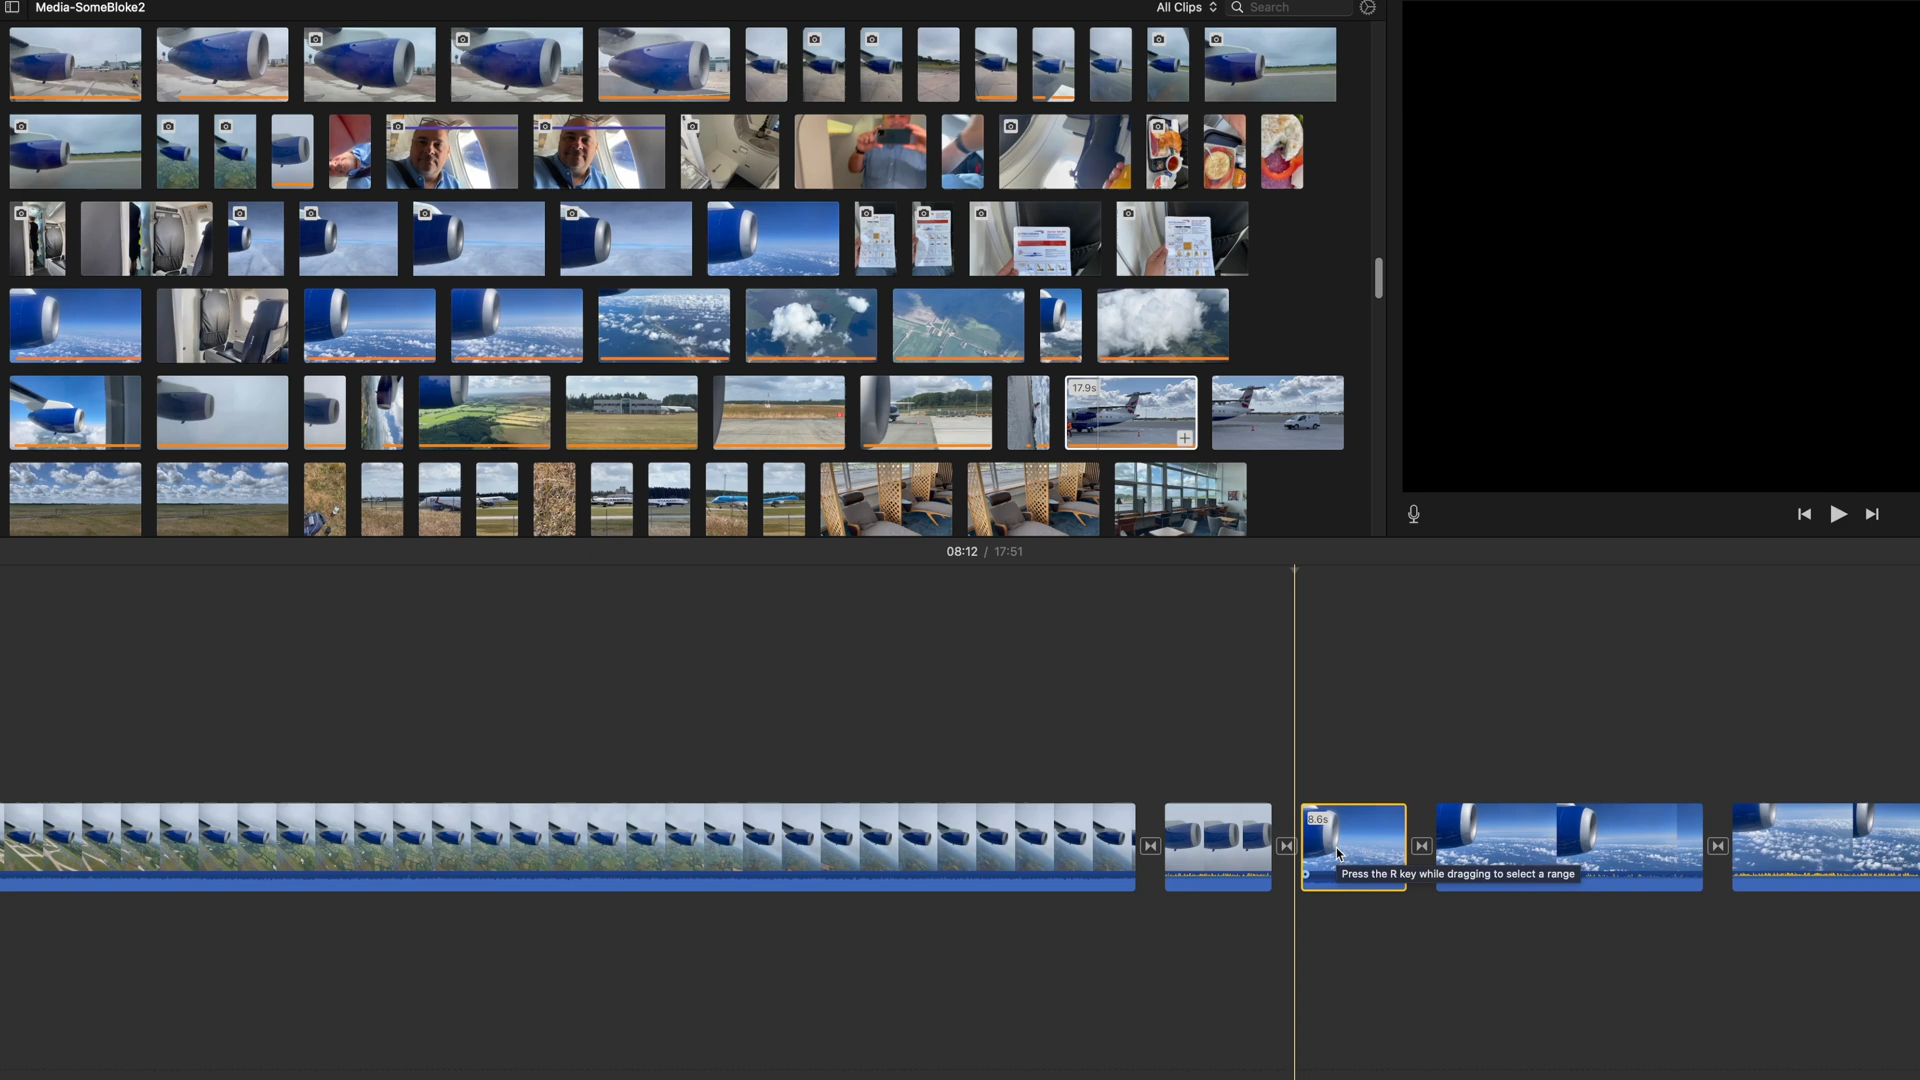 Media-SomeBloke2
All Clips
Search
17.9s
08:12 / 17:51
8.6s
Press the R key while dragging to select a range